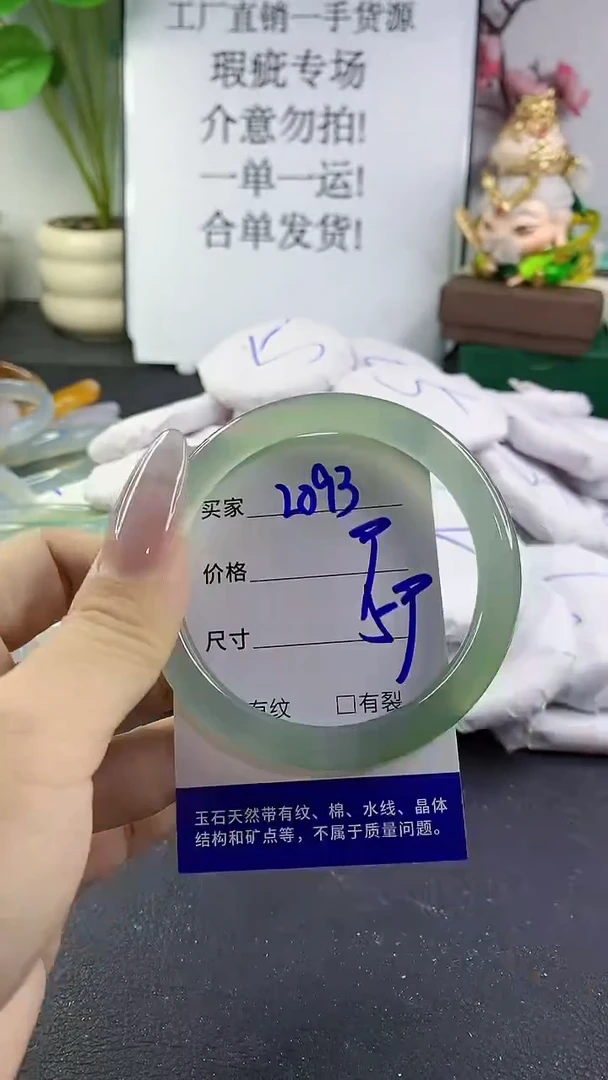 工厂直销一手货源
瑕疵专场
介意勿拍!
一单一运!
合单发货!
买家 2093
价格
尺寸
有纹 □有裂
玉石天然带有纹、棉、水线、晶体
结构和矿点等，不属于质量问题。